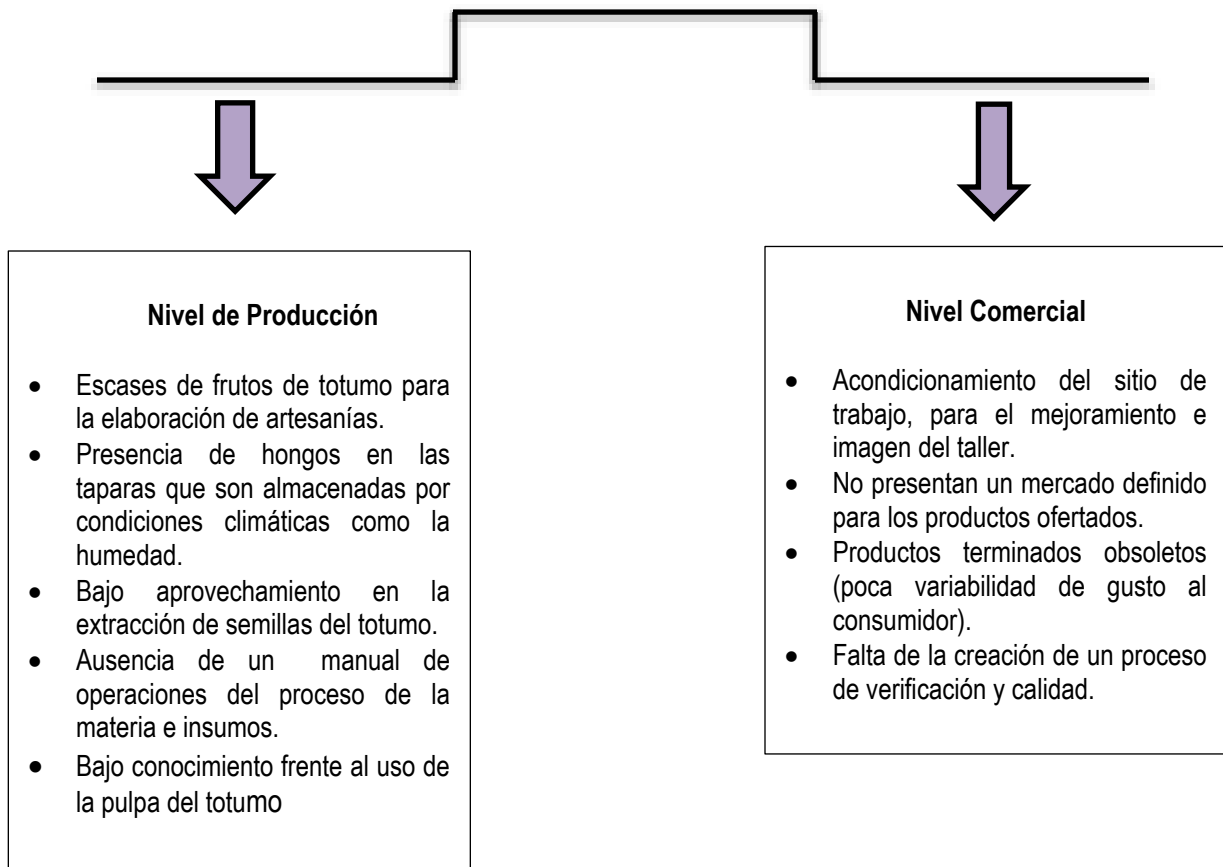 Nivel de Producción
• Escases de frutos de totumo para
la elaboración de artesanías.
• Presencia de hongos en las
taparas que son almacenadas por
condiciones climáticas como la
humedad.
• Bajo aprovechamiento en la
extracción de semillas del totumo.
• Ausencia de un manual de
operaciones del proceso de la
materia e insumos.
• Bajo conocimiento frente al uso de
la pulpa del totumo
Nivel Comercial
• Acondicionamiento del sitio de
trabajo, para el mejoramiento e
imagen del taller.
• No presentan un mercado definido
para los productos ofertados.
• Productos terminados obsoletos
(poca variabilidad de gusto al
consumidor).
• Falta de la creación de un proceso
de verificación y calidad.